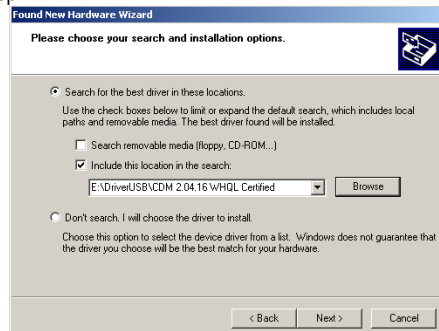 Found New Hardware Wizard
Please choose your search and installation options.
Search for the best driver in these locations.
Use the check boxes below to limit or expand the default search, which includes local
paths and removable media. The best driver found will be installed.
Search removable media (floppy, CD-ROM...)
Include this location in the search:
E:\DriverUSB\CDM 2.04.16 WHQL Certified
Browse
Don't search. I will choose the driver to install.
Choose this option to select the device driver from a list. Windows does not guarantee that
the driver you choose will be the best match for your hardware.
< Back
Next >
Cancel